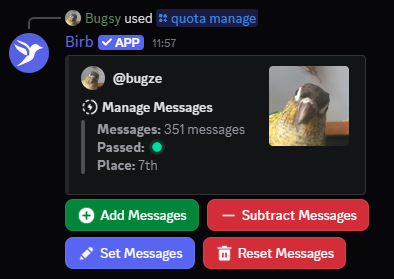 Bugsy used quota manage
Birb APP 11:57
@bugze
Manage Messages
Messages: 351 messages
Passed:
Place: 7th
Add Messages
Subtract Messages
Set Messages
Reset Messages